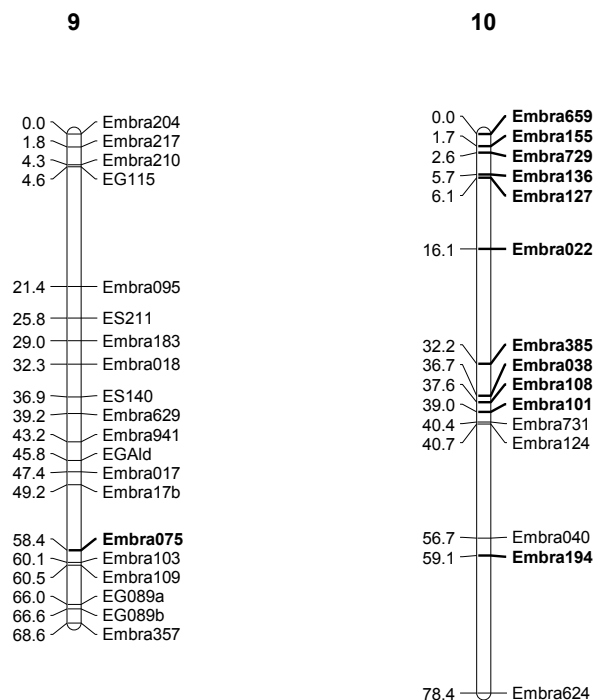 9
0.0 Embra204
1.8 Embra217
4.3 Embra210
4.6 EG115
21.4 Embra095
25.8 ES211
29.0 Embra183
32.3 Embra018
36.9 ES140
39.2 Embra629
43.2 Embra941
45.8 EGAld
47.4 Embra017
49.2 Embra17b
58.4 Embra075
60.1 Embra103
60.5 Embra109
66.0 EG089a
66.6 EG089b
68.6 Embra357
10
0.0 Embra659
1.7 Embra155
2.6 Embra729
5.7 Embra136
6.1 Embra127
16.1 Embra022
32.2 Embra385
36.7 Embra038
37.6 Embra108
39.0 Embra101
40.4 Embra731
40.7 Embra124
56.7 Embra040
59.1 Embra194
78.4 Embra624